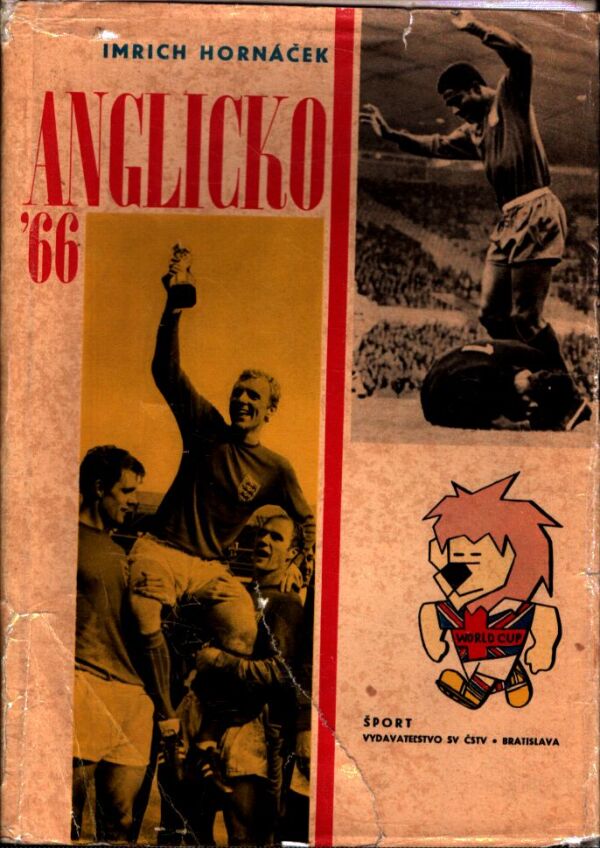 IMRICH HORNÁČEK
ANGLICKO
'66
WORLD CUP
ŠPORT
VYDAVATEĽSTVO SV ČSTV • BRATISLAVA